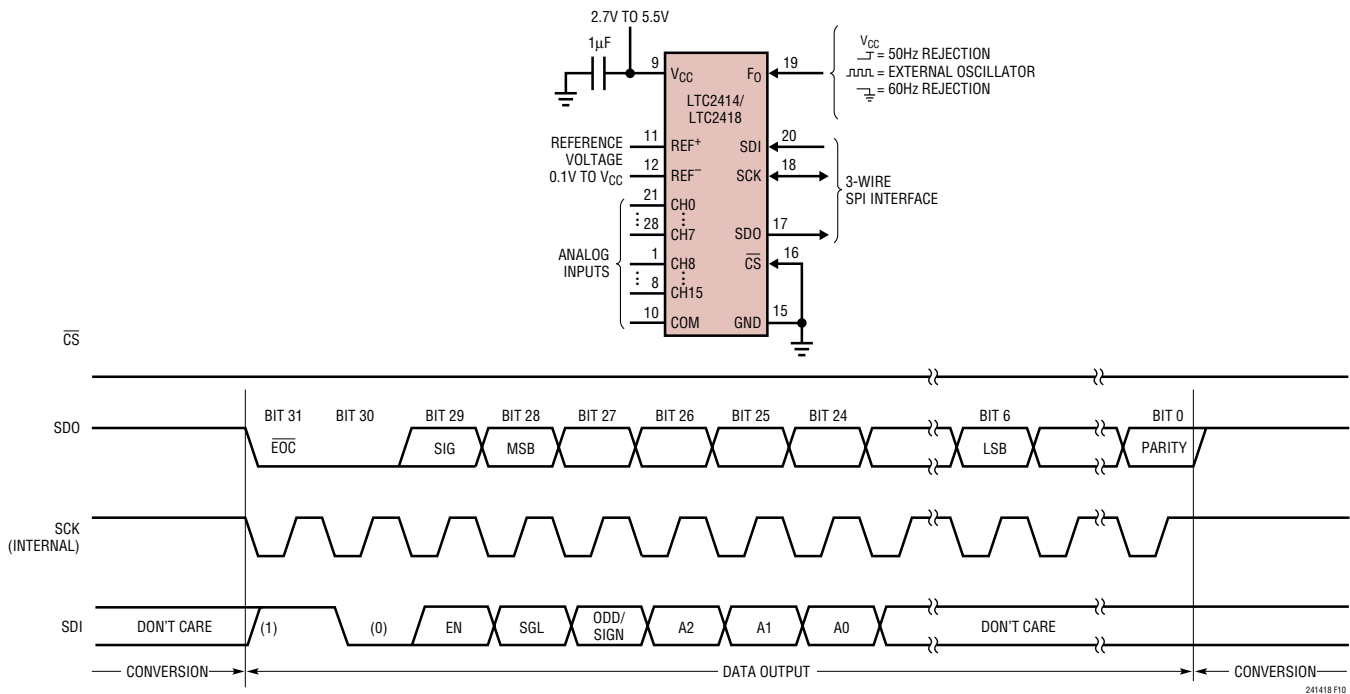 2.7V TO 5.5V
1µF
9
VCC
FO
19
VCC
= 50Hz REJECTION
= EXTERNAL OSCILLATOR
= 60Hz REJECTION
LTC2414/
LTC2418
REFERENCE
VOLTAGE
0.1V TO VCC
11
REF+
12
REF–
SDI
20
SCK
18
3-WIRE
SPI INTERFACE
ANALOG
INPUTS
21
CH0
28
CH7
1
CH8
8
CH15
10
COM
SDO
17
CS
16
GND
15
CS
BIT 31
BIT 30
BIT 29
BIT 28
BIT 27
BIT 26
BIT 25
BIT 24
BIT 6
BIT 0
SDO
EOC
SIG
MSB
LSB
PARITY
SCK
(INTERNAL)
SDI
DON'T CARE
(1)
(0)
EN
SGL
ODD/
SIGN
A2
A1
A0
DON'T CARE
CONVERSION
DATA OUTPUT
CONVERSION
241418 F10